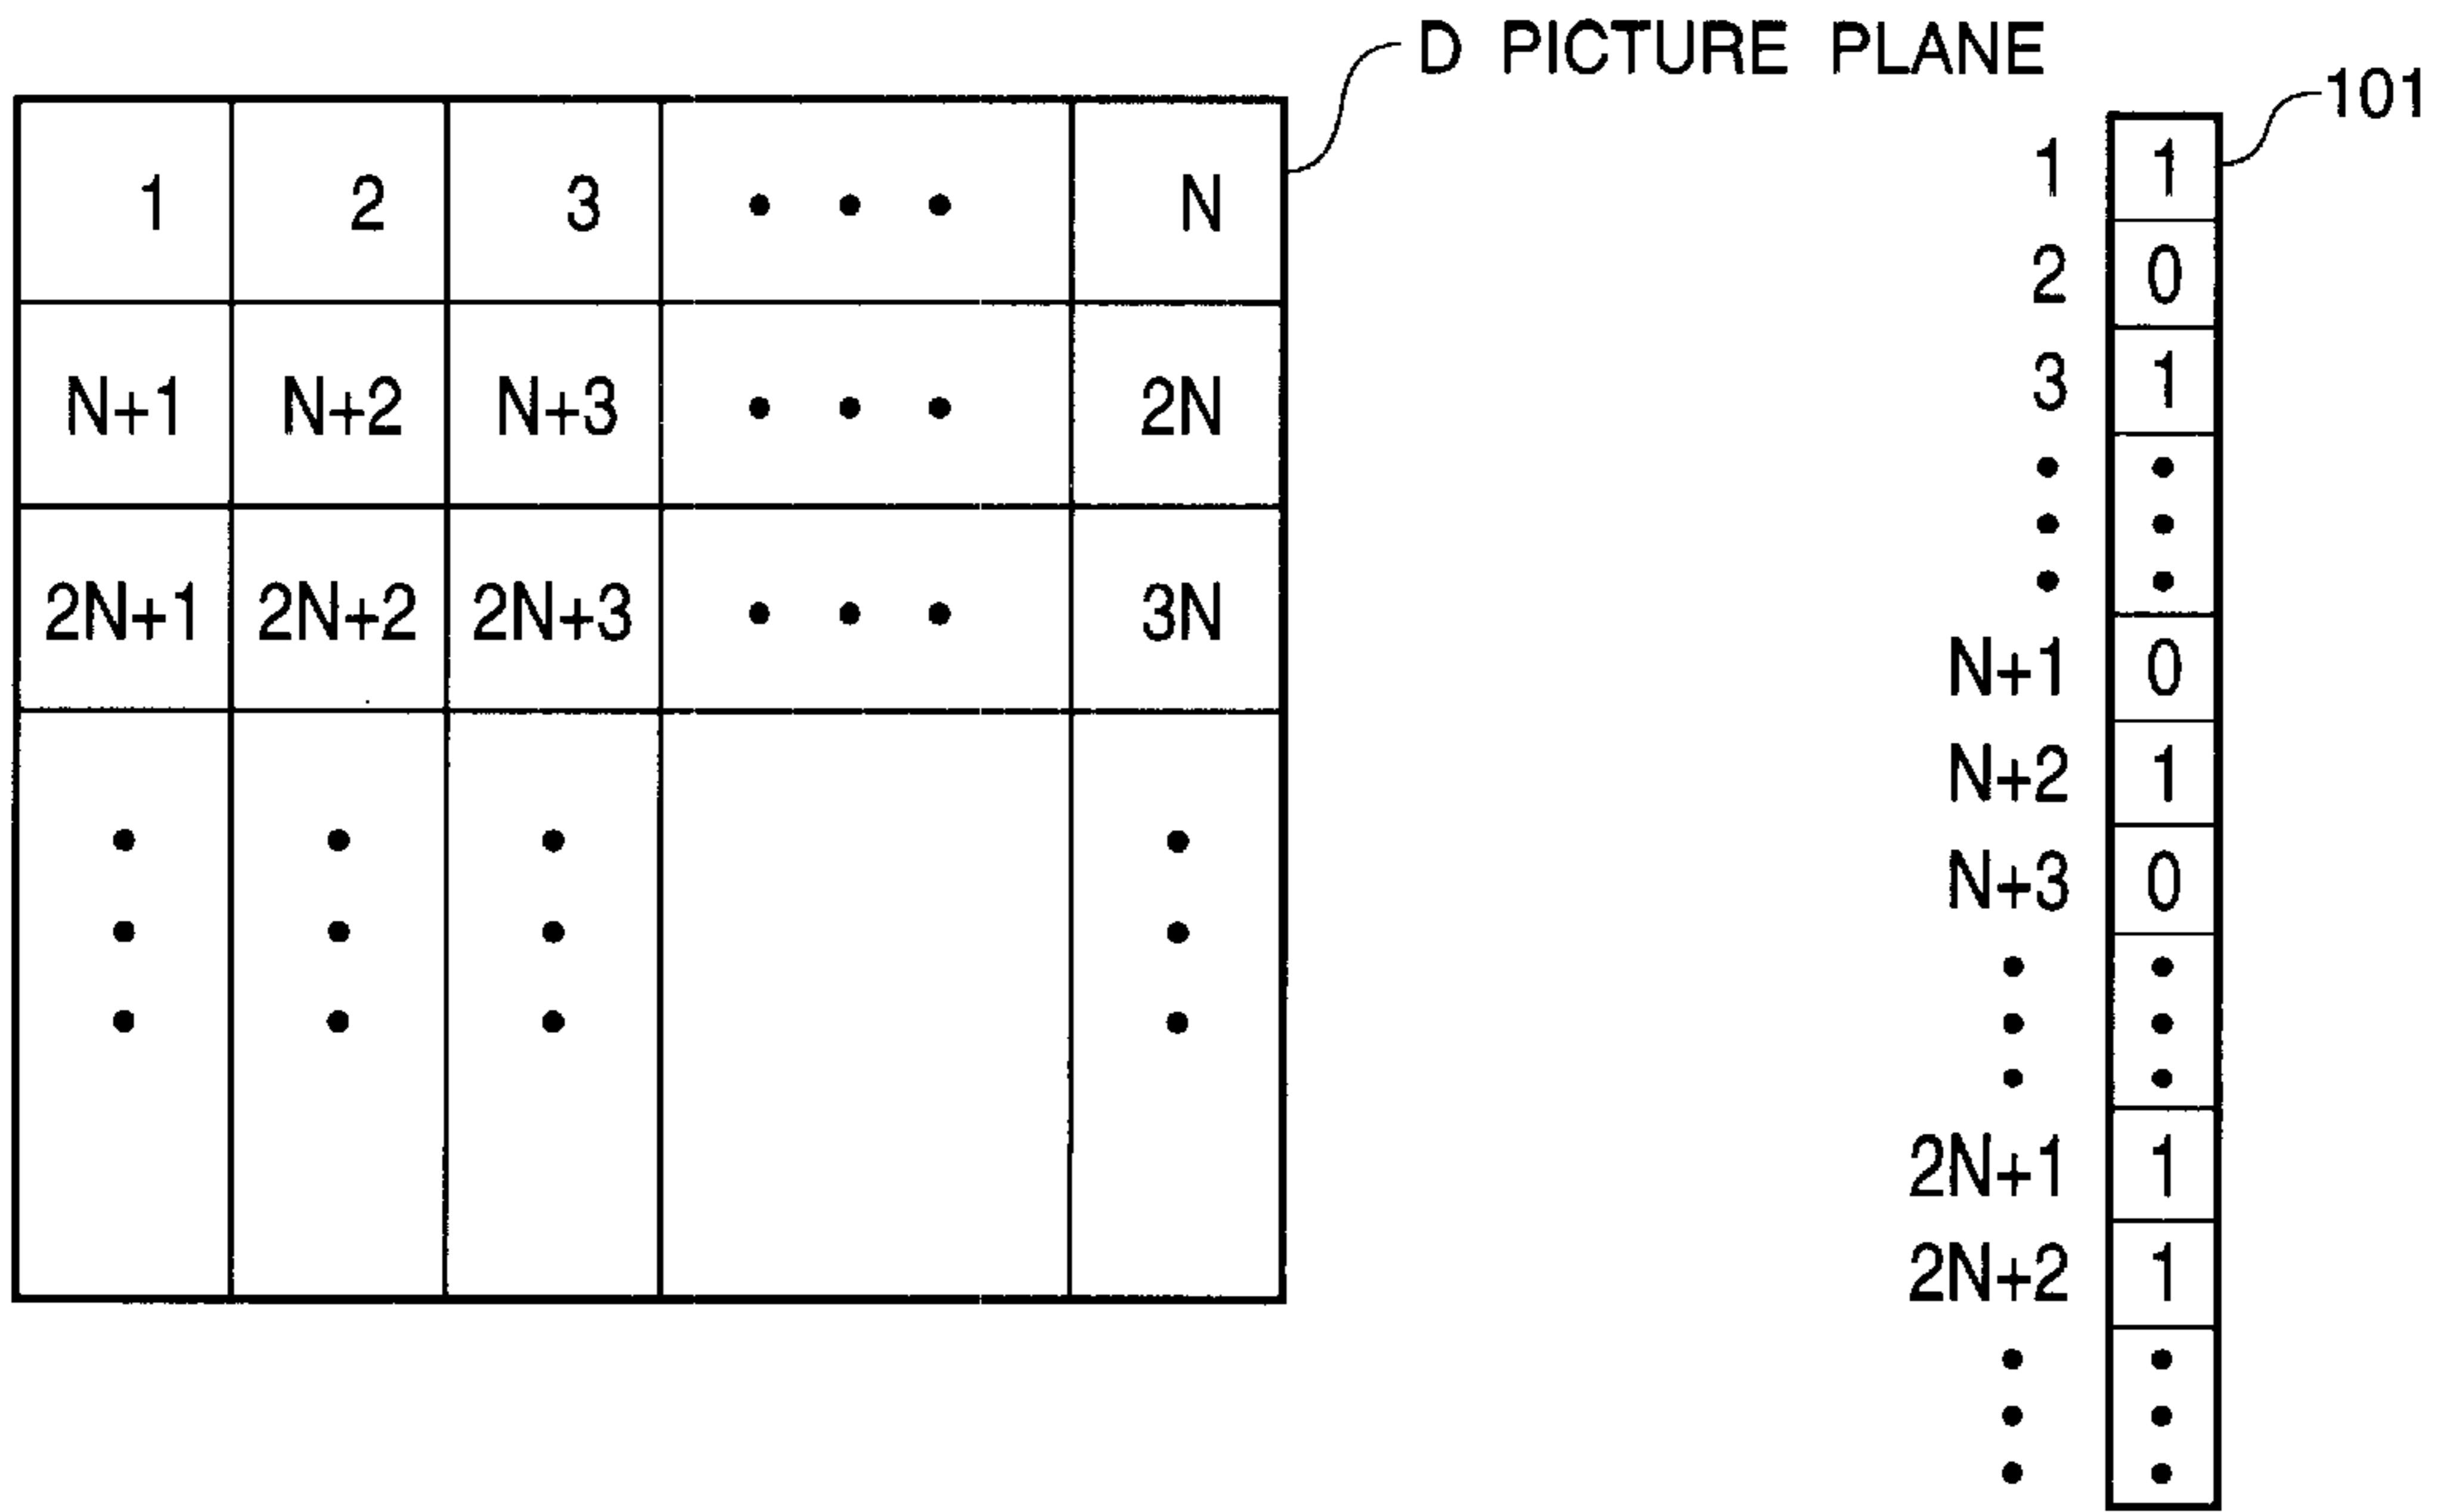 D PICTURE PLANE
101
1 2 3 • • • N
N+1 N+2 N+3 • • • 2N
2N+1 2N+2 2N+3 • • • 3N
1 1
2 0
3 1
N+1 0
N+2 1
N+3 0
2N+1 1
2N+2 1